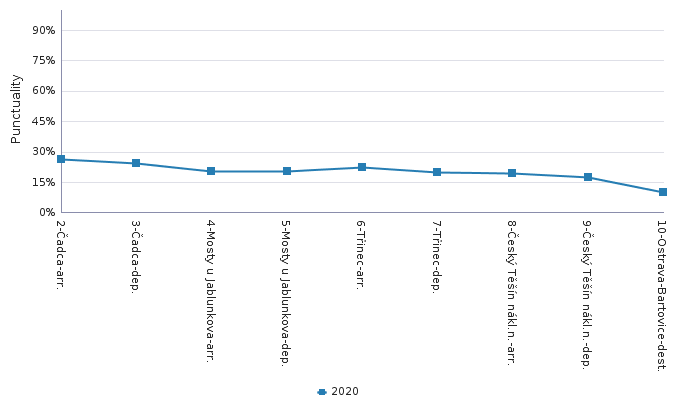 90%
75%
60%
45%
30%
15%
0%
Punctuality
2-Čadca-arr.
3-Čadca-dep.
4-Mosty u Jablunkova-arr.
5-Mosty u Jablunkova-dep.
6-Třinec-arr.
7-Třinec-dep.
8-Český Těšín nákl.n.-arr.
9-Český Těšín nákl.n.-dep.
10-Ostrava-Bartovice-dest.
2020